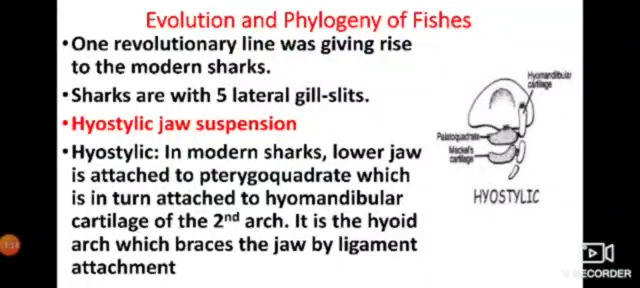 Evolution and Phylogeny of Fishes
•One revolutionary line was giving rise
to the modern sharks.
•Sharks are with 5 lateral gill-slits.
•Hyostylic jaw suspension
•Hyostylic: In modern sharks, lower jaw
is attached to pterygoquadrate which
is in turn attached to hyomandibular
cartilage of the 2nd arch. It is the hyoid
arch which braces the jaw by ligament
attachment
Hyomandibular
cartilage
Palatoquadrate
Meckel's
cartilage
HYOSTYLIC
RECORDER